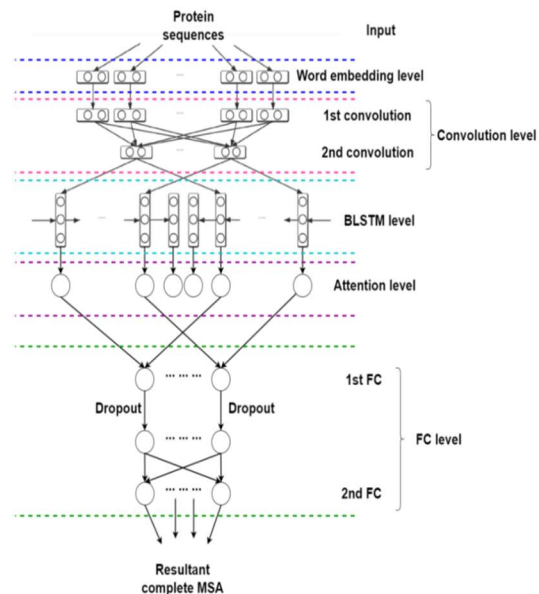 Protein
sequences
Input
Word embedding level
1st convolution
Convolution level
2nd convolution
BLSTM level
Attention level
1st FC
Dropout
Dropout
FC level
2nd FC
Resultant
complete MSA